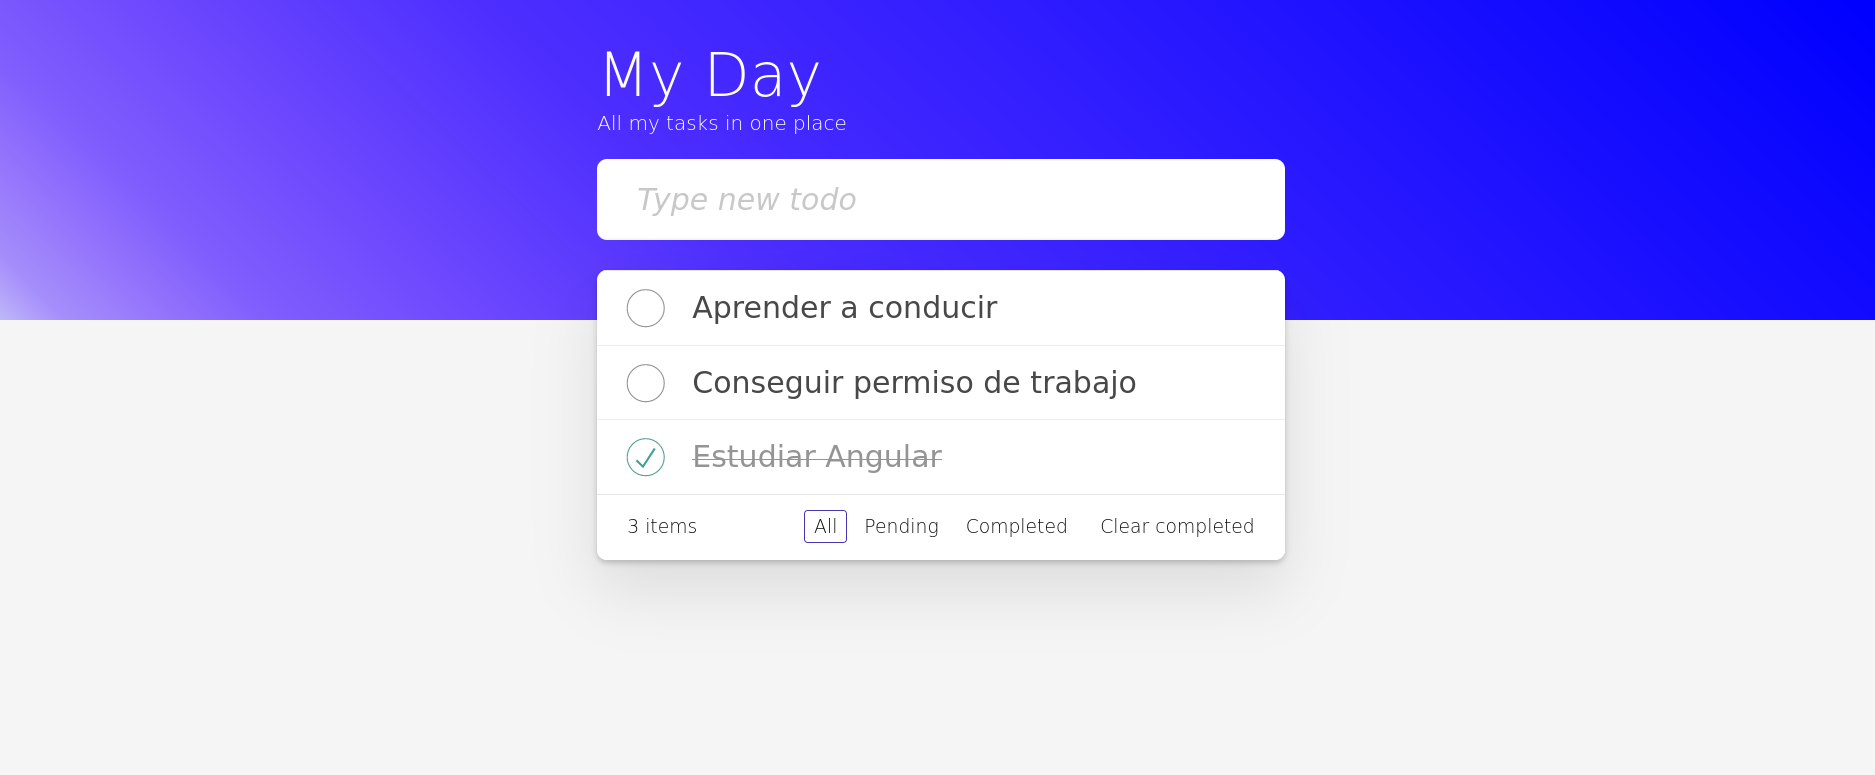 My Day
All my tasks in one place
Type new todo
Aprender a conducir
Conseguir permiso de trabajo
Estudiar Angular
3 items All Pending Completed Clear completed